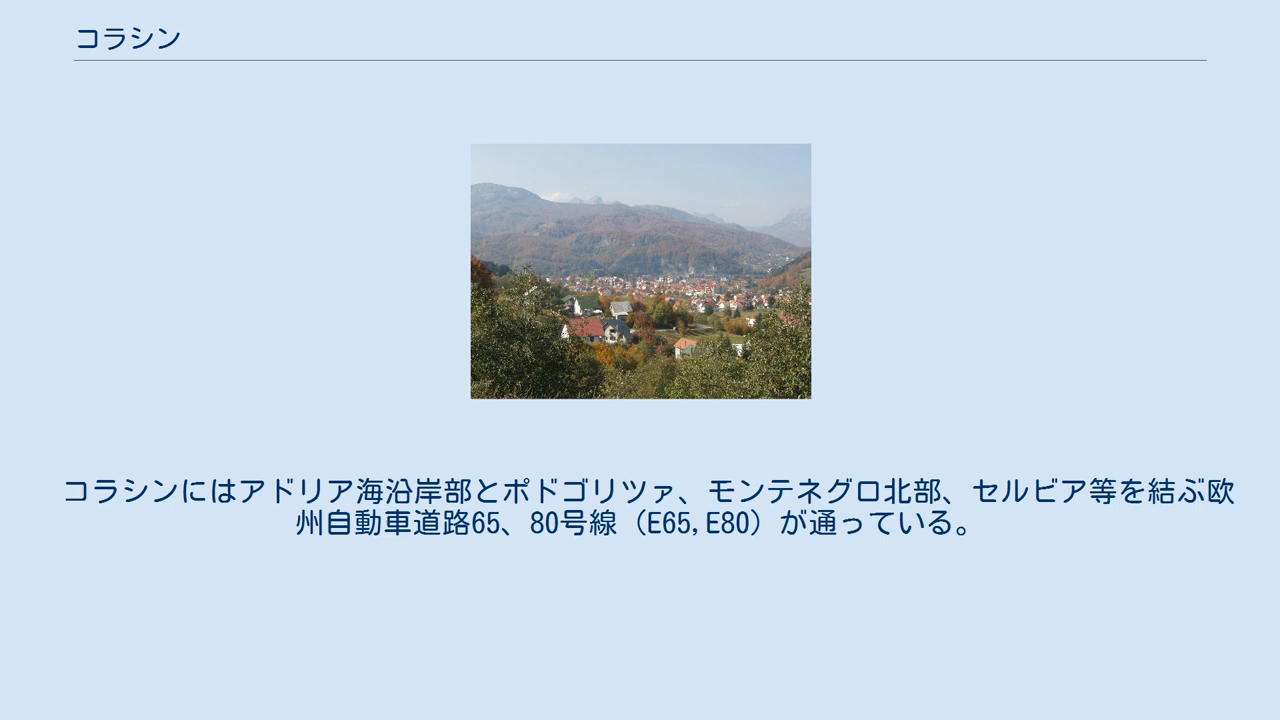 コラシン
コラシンにはアドリア海沿岸部とポドゴリツァ、モンテネグロ北部、セルビア等を結ぶ欧
州自動車道路65、80号線（E65,E80）が通っている。